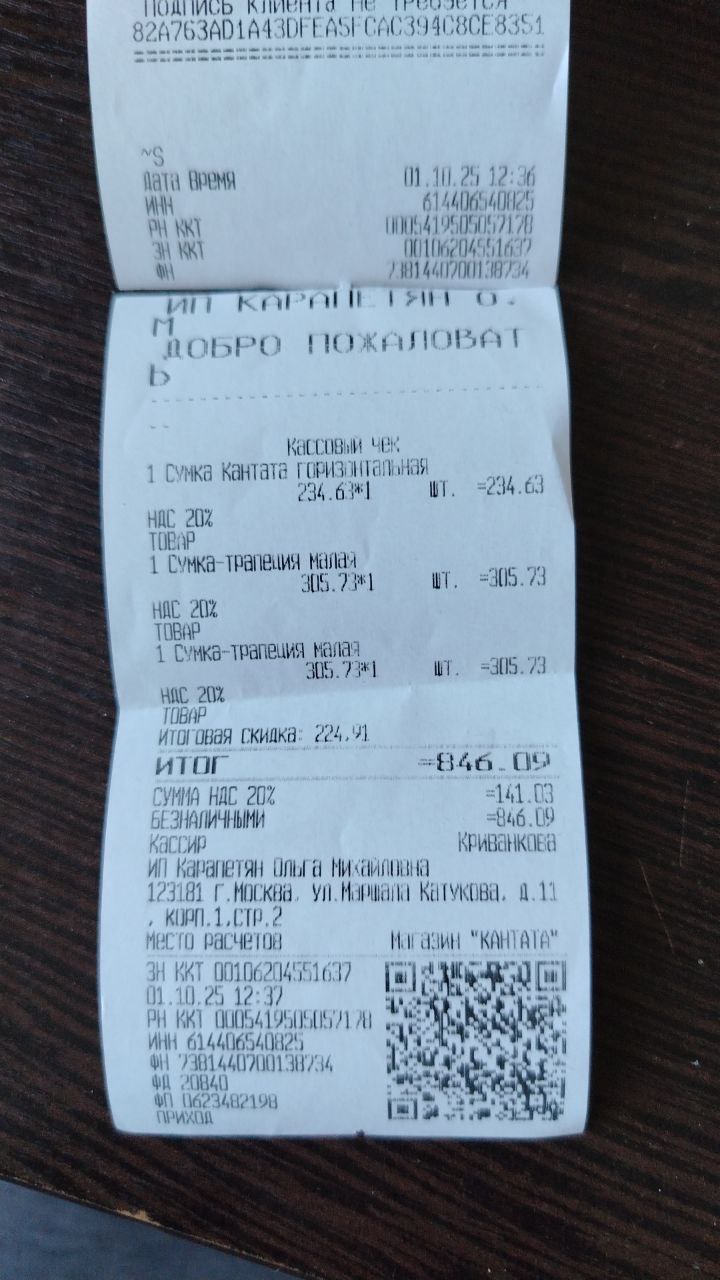 Подпись клиента не требуется
82A763AD1A43DFEA5FCAC394C8CE8351
~S
Дата Время 01.10.25 12:36
ИНН 614406540825
РН ККТ 0005419505057178
ЗН ККТ 00106204551637
ФН 7381440700138734
ИП КАРАПЕТЯН О.
М
ДОБРО ПОЖАЛОВАТ
Ь
Кассовый чек
1 Сумка Кантата горизонтальная
234.63*1 шт. =234.63
НДС 20%
ТОВАР
1 Сумка-трапеция малая
305.73*1 шт. =305.73
НДС 20%
ТОВАР
1 Сумка-трапеция малая
305.73*1 шт. =305.73
НДС 20%
ТОВАР
ИТОГОВАЯ СКИДКА: 224.91
ИТОГ =846.09
СУММА НДС 20% =141.03
БЕЗНАЛИЧНЫМИ =846.09
Кассир Криванкова
ИП Карапетян Ольга Михайловна
123181 г.Москва, ул.Маршала Катукова, д.11
, корп.1,стр.2
Место расчетов Магазин "КАНТАТА"
ЗН ККТ 00106204551637
01.10.25 12:37
РН ККТ 0005419505057178
ИНН 614406540825
ФН 7381440700138734
ФД 20840
ФП 0623482198
ПРИХОД